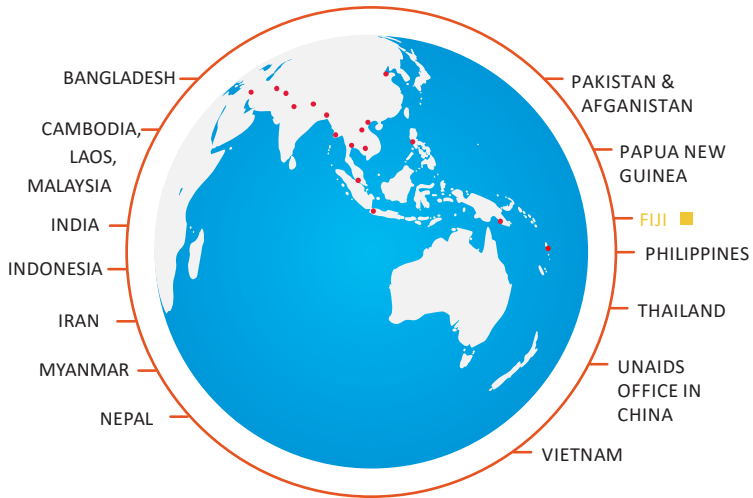 BANGLADESH
CAMBODIA,
LAOS,
MALAYSIA
INDIA
INDONESIA
IRAN
MYANMAR
NEPAL
PAKISTAN &
AFGANISTAN
PAPUA NEW
GUINEA
FIJI
PHILIPPINES
THAILAND
UNAIDS
OFFICE IN
CHINA
VIETNAM